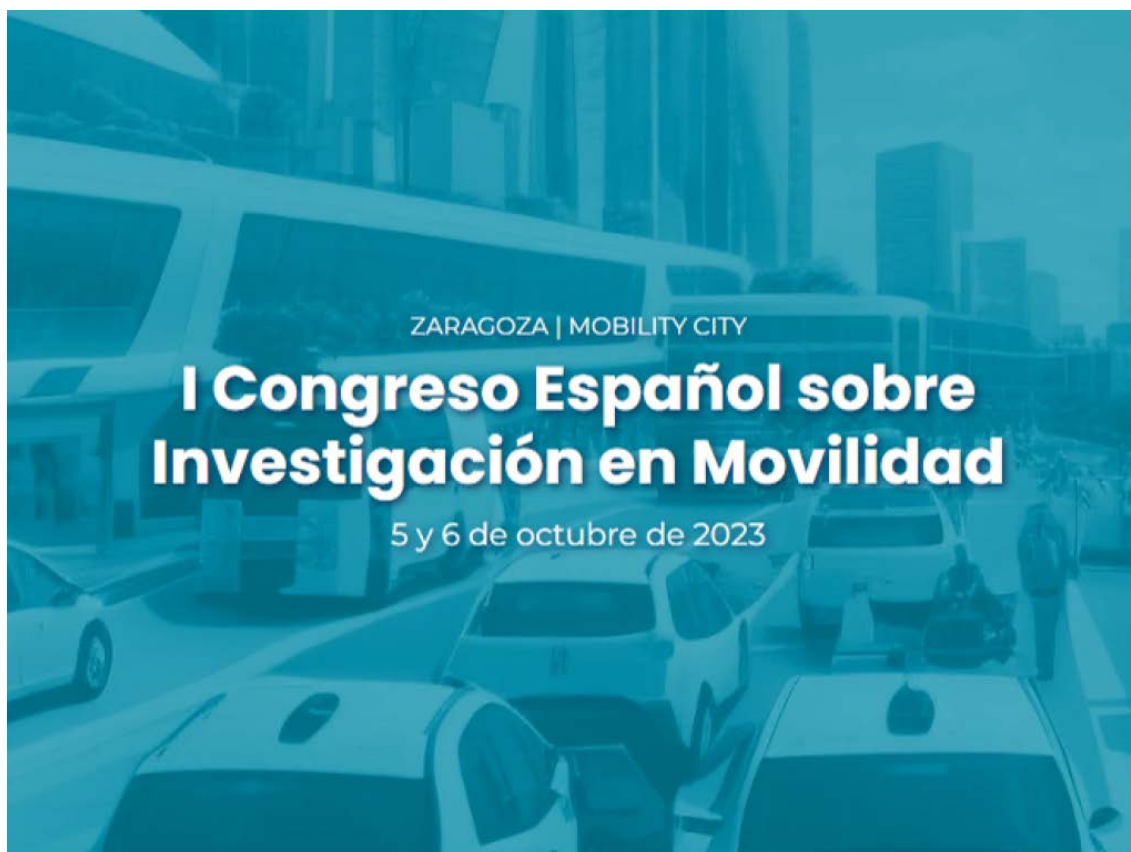 ZARAGOZA | MOBILITY CITY
I Congreso Español sobre
Investigación en Movilidad
5 y 6 de octubre de 2023